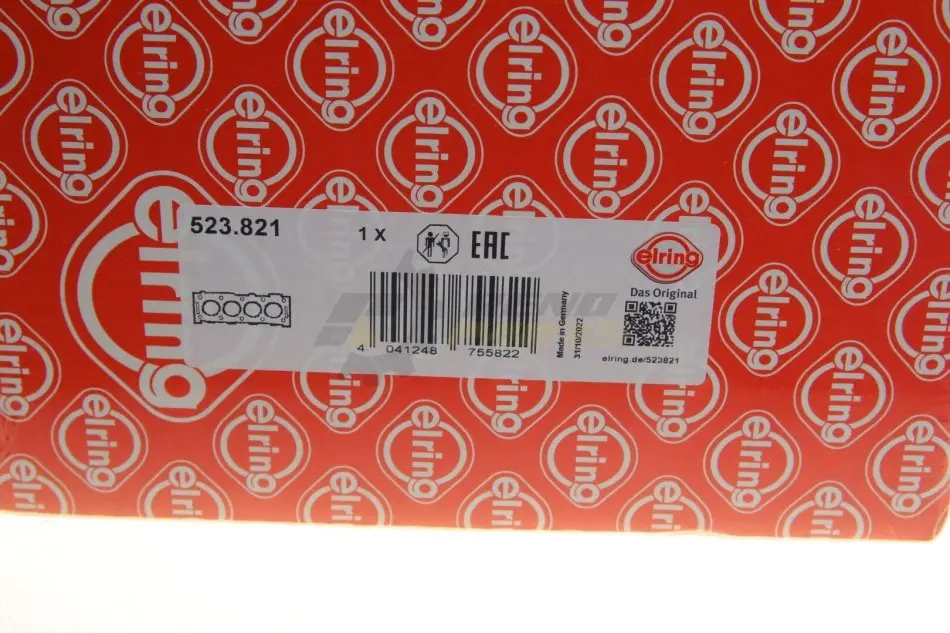 523.821
1 X
EAC
elring
Das Original
4 041248 755822
Made in Germany
31/10/2022
elring.de/523821
elring